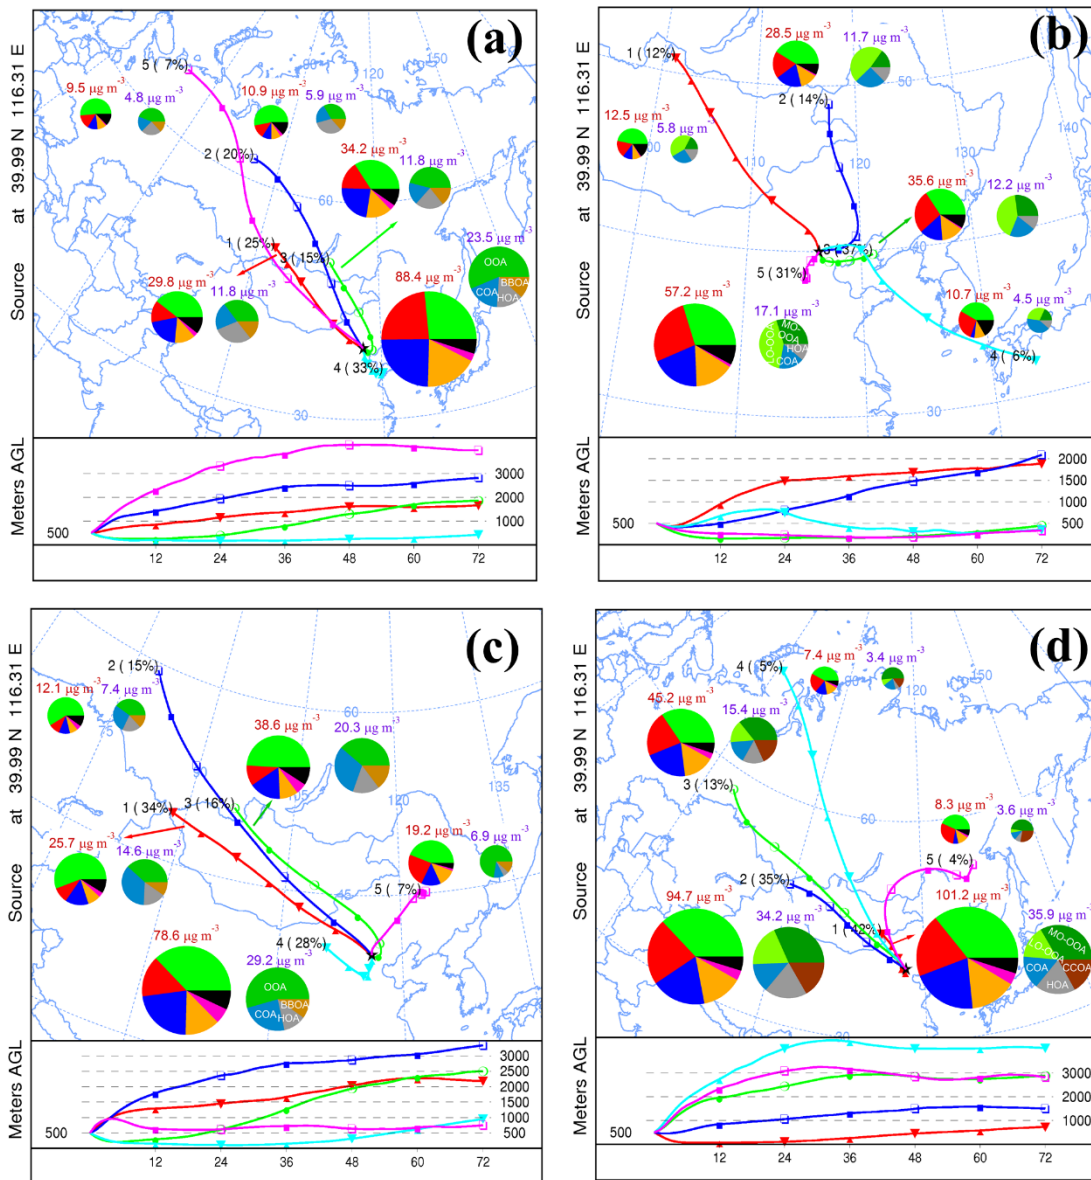 (a)
5 ( 7%)
120
9.5 μg m-3
4.8 μg m-3
10.9 μg m-3
5.9 μg m-3
34.2 μg m-3
11.8 μg m-3
2 ( 20%)
60
1 ( 25%)
3 ( 15%)
23.5 μg m-3
OOA
BBOA
COA
HOA
29.8 μg m-3
11.8 μg m-3
88.4 μg m-3
4 ( 33%)
30
Source at 39.99 N 116.31 E
Meters AGL
3000
2000
1000
500
12 24 36 48 60 72
(b)
1 ( 12%)
28.5 μg m-3
11.7 μg m-3
50
2 ( 14%)
12.5 μg m-3
5.8 μg m-3
100
110
120
130
140
35.6 μg m-3
12.2 μg m-3
40
3 ( 37%)
5 ( 31%)
57.2 μg m-3
17.1 μg m-3
MO-OOA
LO-OOA
HOA
COA
10.7 μg m-3
4.5 μg m-3
4 ( 6%)
30
Source at 39.99 N 116.31 E
Meters AGL
2000
1500
500
500
12 24 36 48 60 72
(c)
2 ( 15%)
12.1 μg m-3
7.4 μg m-3
75
60
38.6 μg m-3
20.3 μg m-3
135
120
1 ( 34%)
3 ( 16%)
25.7 μg m-3
14.6 μg m-3
19.2 μg m-3
6.9 μg m-3
45
5 ( 7%)
4 ( 28%)
78.6 μg m-3
29.2 μg m-3
OOA
BBOA
COA
HOA
Source at 39.99 N 116.31 E
Meters AGL
3000
2500
2000
1500
1000
500
500
12 24 36 48 60 72
(d)
4 ( 5%)
7.4 μg m-3
3.4 μg m-3
120
150
45.2 μg m-3
15.4 μg m-3
3 ( 13%)
60
8.3 μg m-3
3.6 μg m-3
5 ( 4%)
2 ( 35%)
1 ( 42%)
94.7 μg m-3
34.2 μg m-3
101.2 μg m-3
35.9 μg m-3
MO-OOA
LO-OOA
COA
CCOA
HOA
30
Source at 39.99 N 116.31 E
Meters AGL
3000
2000
1000
500
12 24 36 48 60 72